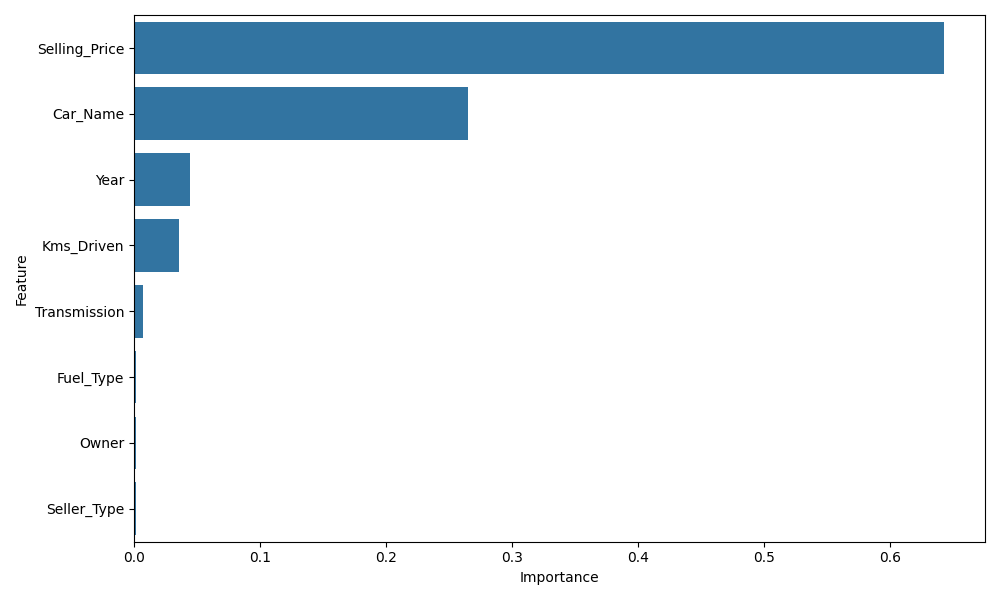 Selling_Price
Car_Name
Year
Kms_Driven
Transmission
Fuel_Type
Owner
Seller_Type
Feature
0.0 0.1 0.2 0.3 0.4 0.5 0.6
Importance